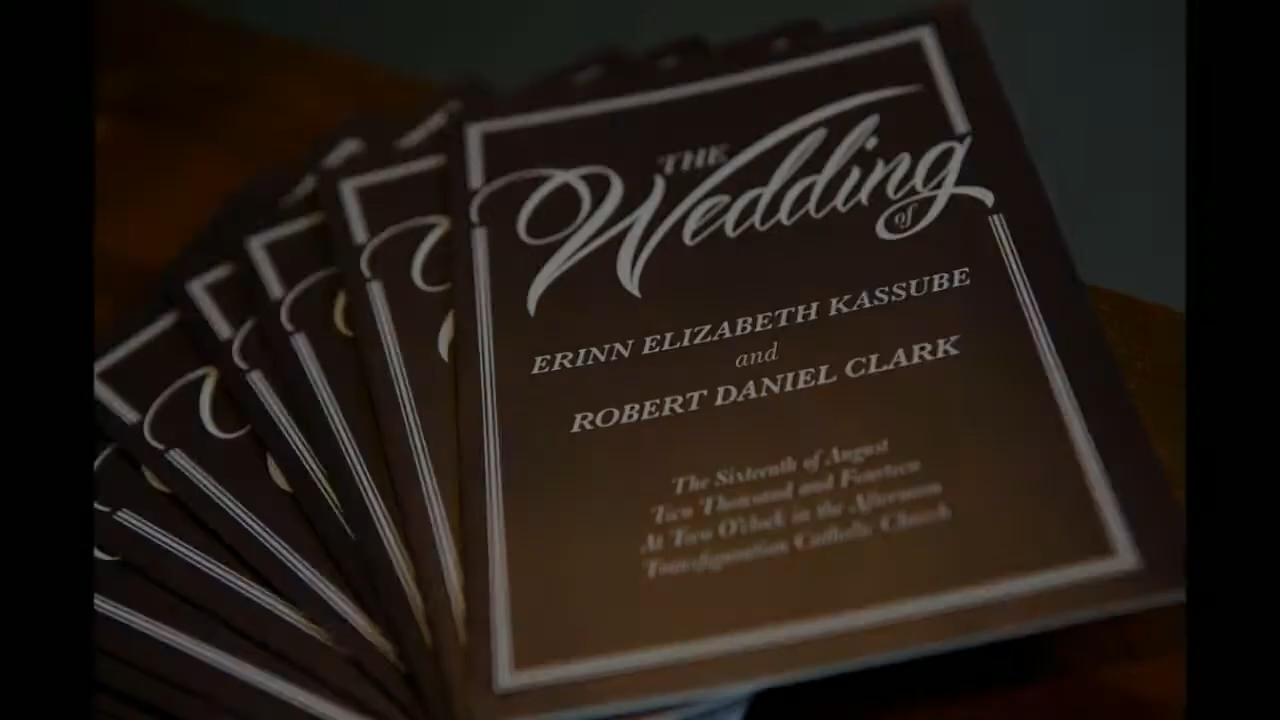 THE
Wedding
of
ERINN ELIZABETH KASSUBE
and
ROBERT DANIEL CLARK
The Sixteenth of August
Two Thousand and Fourteen
At Two O'clock in the Afternoon
Transfiguration Catholic Church